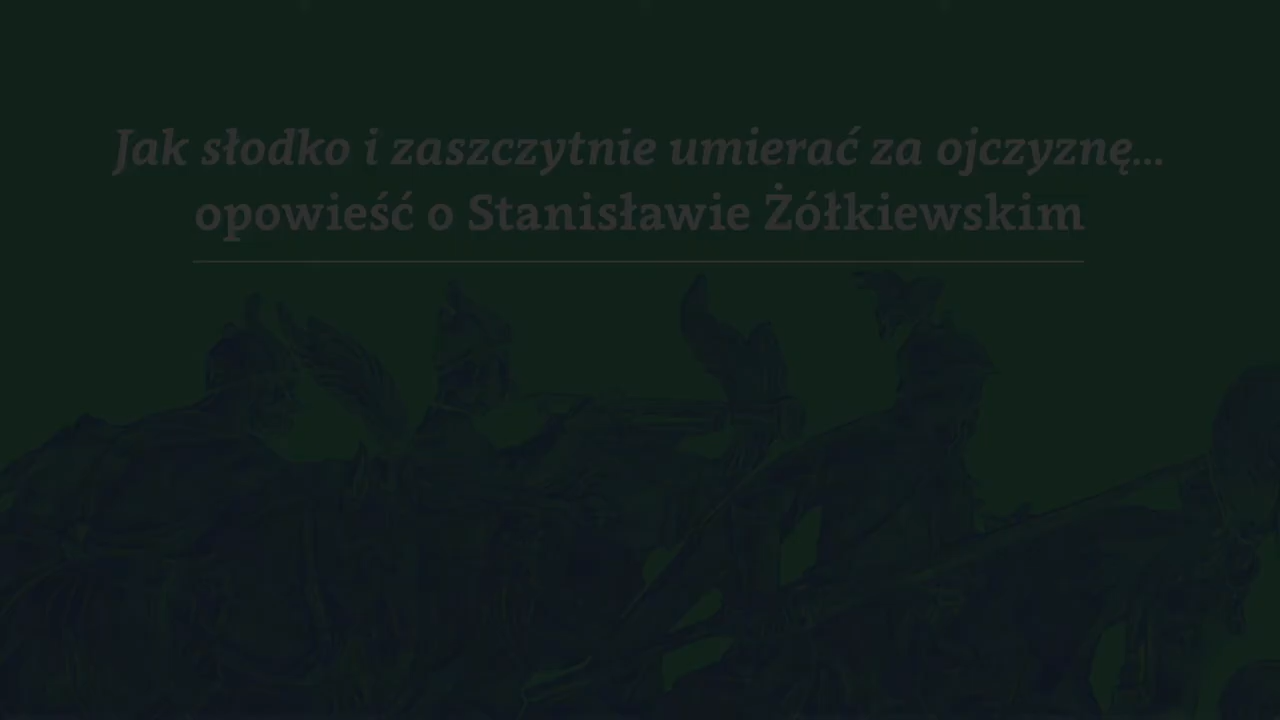 Jak słodko i zaszczytnie umierać za ojczyznę...
opowieść o Stanisławie Żółkiewskim